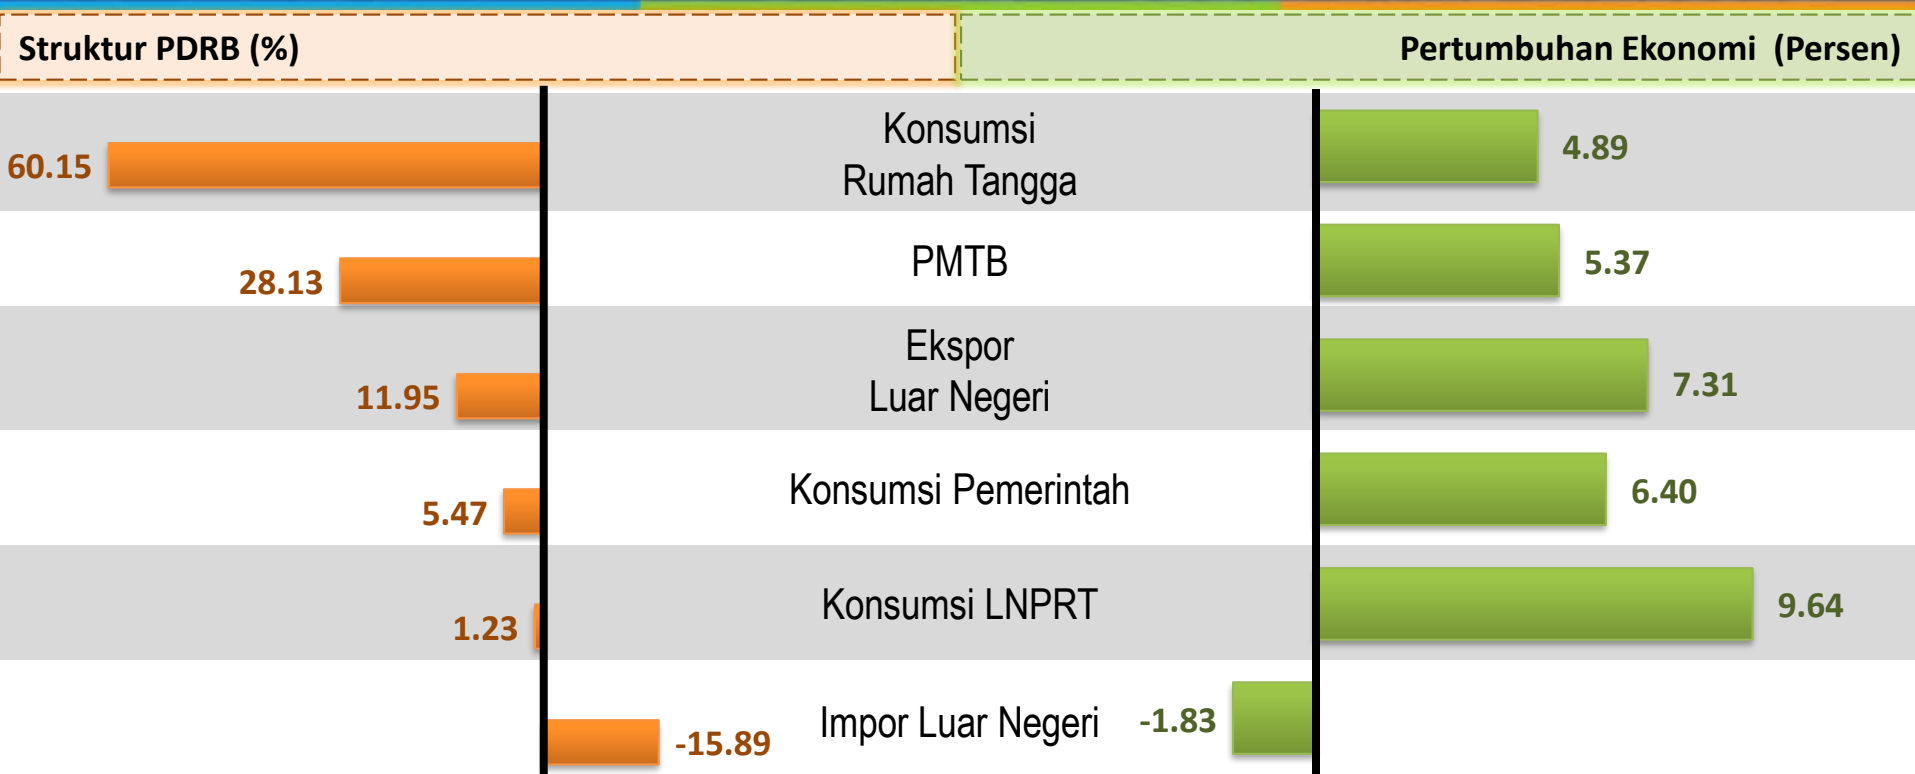 Struktur PDRB (%)
Pertumbuhan Ekonomi (Persen)
60.15
Konsumsi
Rumah Tangga
4.89
28.13
PMTB
5.37
11.95
Ekspor
Luar Negeri
7.31
5.47
Konsumsi Pemerintah
6.40
1.23
Konsumsi LNPRT
9.64
-15.89
Impor Luar Negeri
-1.83